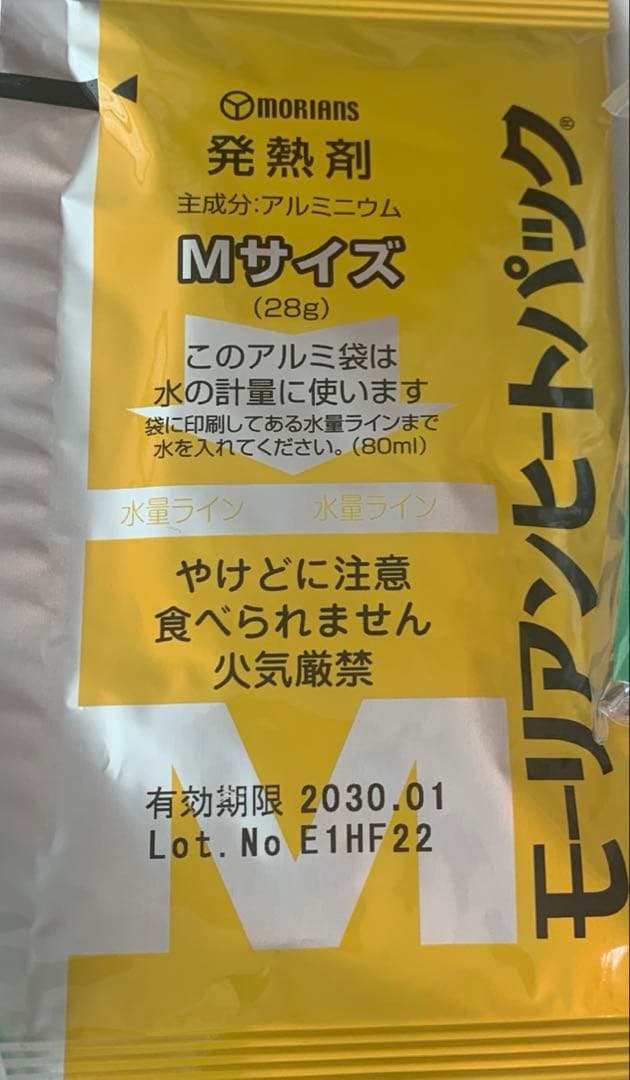 MORIANS
発熱剤
主成分:アルミニウム
Mサイズ
(28g)
このアルミ袋は
水の計量に使います
袋に印刷してある水量ラインまで
水を入れてください。(80ml)
水量ライン 水量ライン
やけどに注意
食べられません
火気厳禁
M
有効期限 2030.01
Lot.No E1HF22
モーリアンヒートパック®